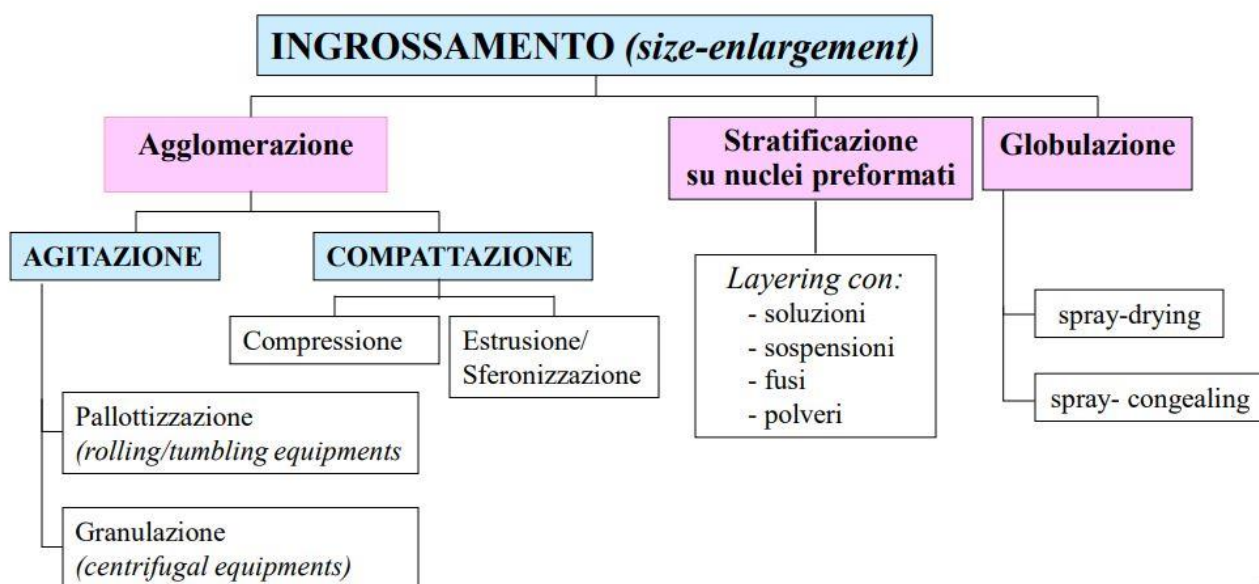 INGROSSAMENTO (size-enlargement)
Agglomerazione
Stratificazione
su nuclei preformati
Globulazione
AGITAZIONE
COMPATTAZIONE
Layering con:
- soluzioni
- sospensioni
- fusi
- polveri
spray-drying
spray- congealing
Compressione
Estrusione/
Sferonizzazione
Pallottizzazione
(rolling/tumbling equipments
Granulazione
(centrifugal equipments)